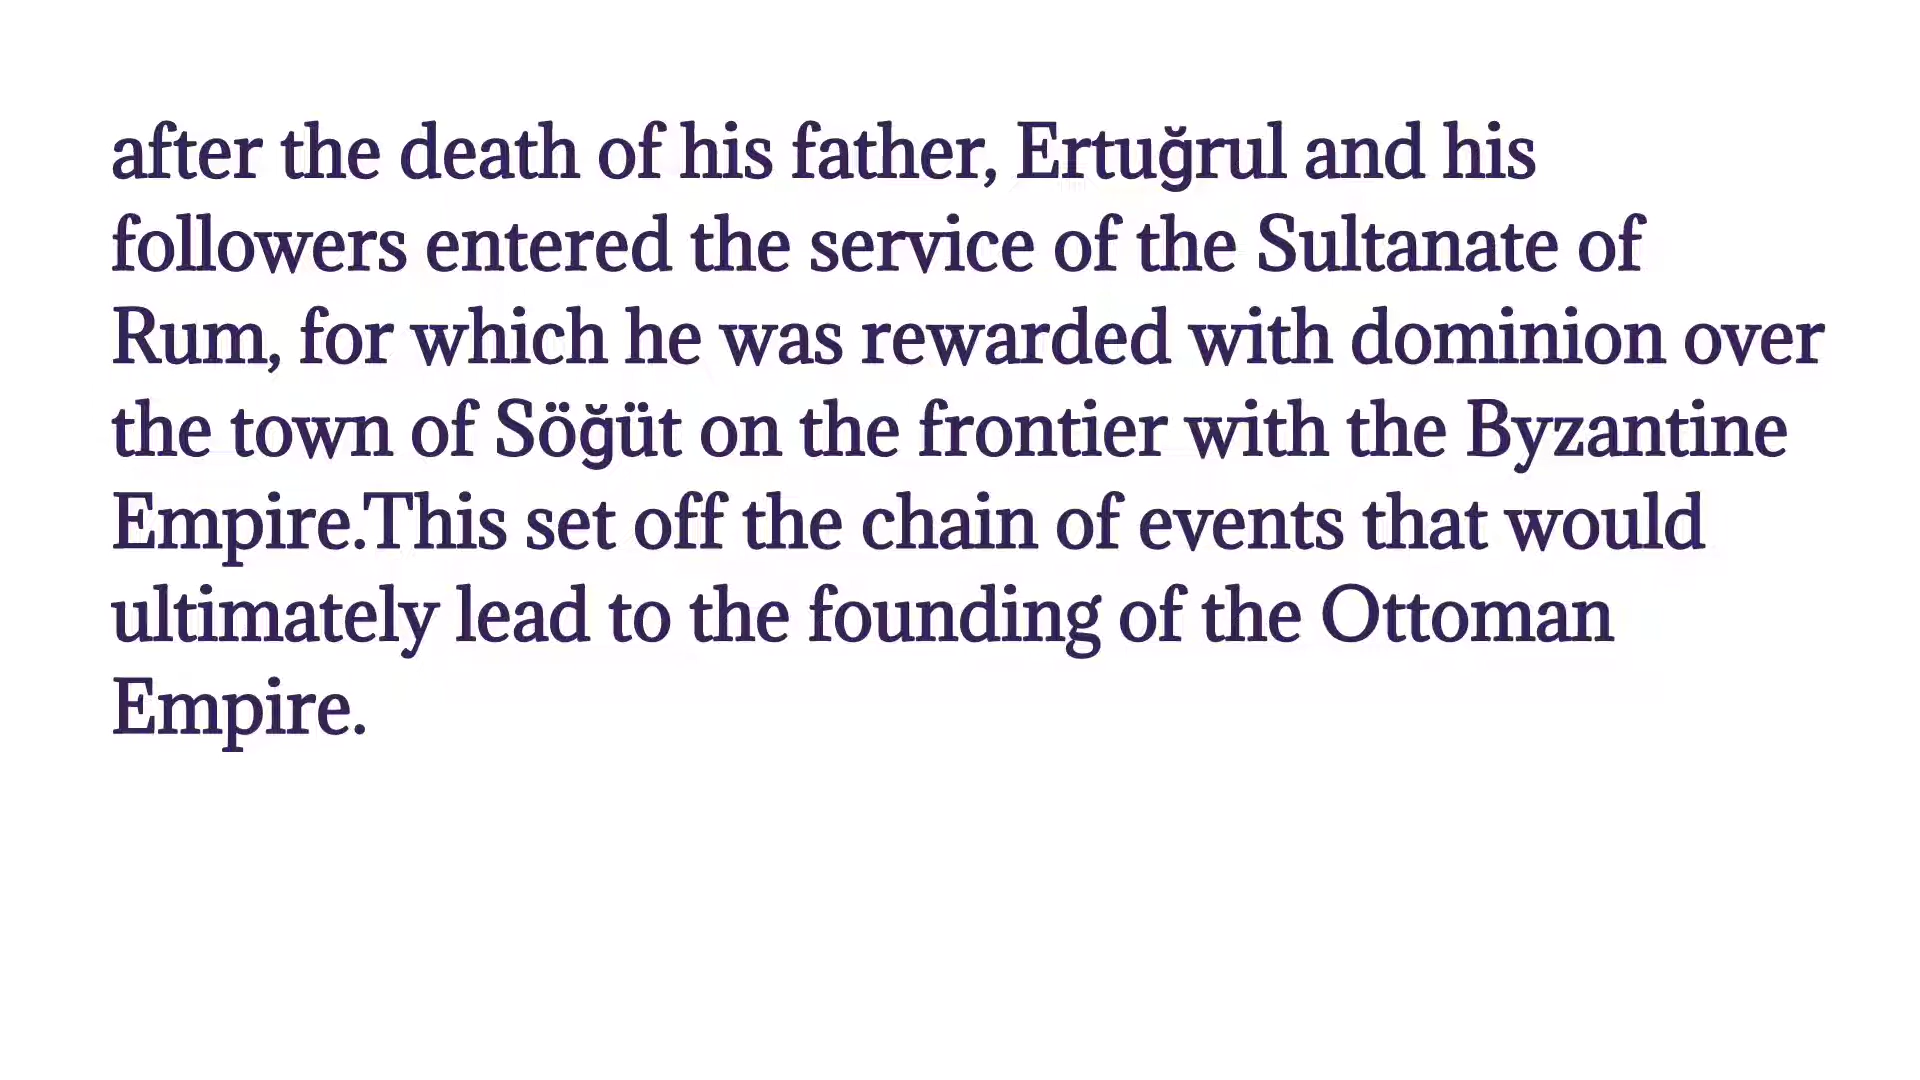 after the death of his father, Ertuğrul and his
followers entered the service of the Sultanate of
Rum, for which he was rewarded with dominion over
the town of Söğüt on the frontier with the Byzantine
Empire.This set off the chain of events that would
ultimately lead to the founding of the Ottoman
Empire.